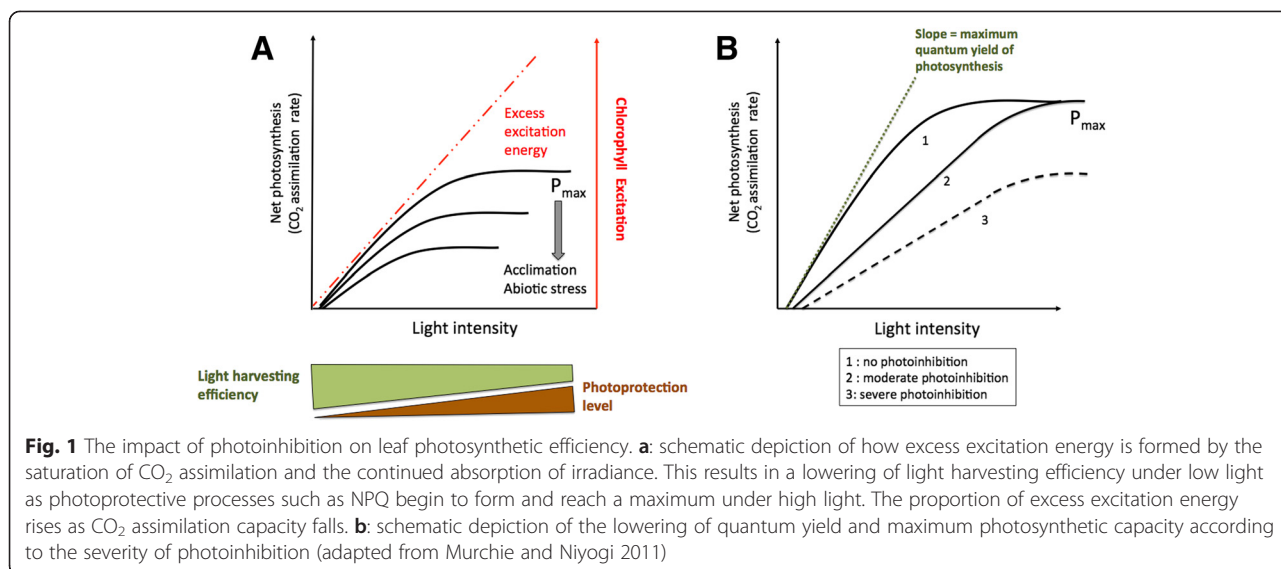 A
Net photosynthesis
(CO₂ assimilation rate)
Excess
excitation
energy
Chlorophyll Excitation
Pmax
Acclimation
Abiotic stress
Light intensity
Light harvesting
efficiency
Photoprotection
level
B
Slope = maximum
quantum yield of
photosynthesis
Net photosynthesis
(CO₂ assimilation rate)
1
2
3
Pmax
Light intensity
1 : no photoinhibition
2 : moderate photoinhibition
3: severe photoinhibition
Fig. 1 The impact of photoinhibition on leaf photosynthetic efficiency. a: schematic depiction of how excess excitation energy is formed by the
saturation of CO₂ assimilation and the continued absorption of irradiance. This results in a lowering of light harvesting efficiency under low light
as photoprotective processes such as NPQ begin to form and reach a maximum under high light. The proportion of excess excitation energy
rises as CO₂ assimilation capacity falls. b: schematic depiction of the lowering of quantum yield and maximum photosynthetic capacity according
to the severity of photoinhibition (adapted from Murchie and Niyogi 2011)